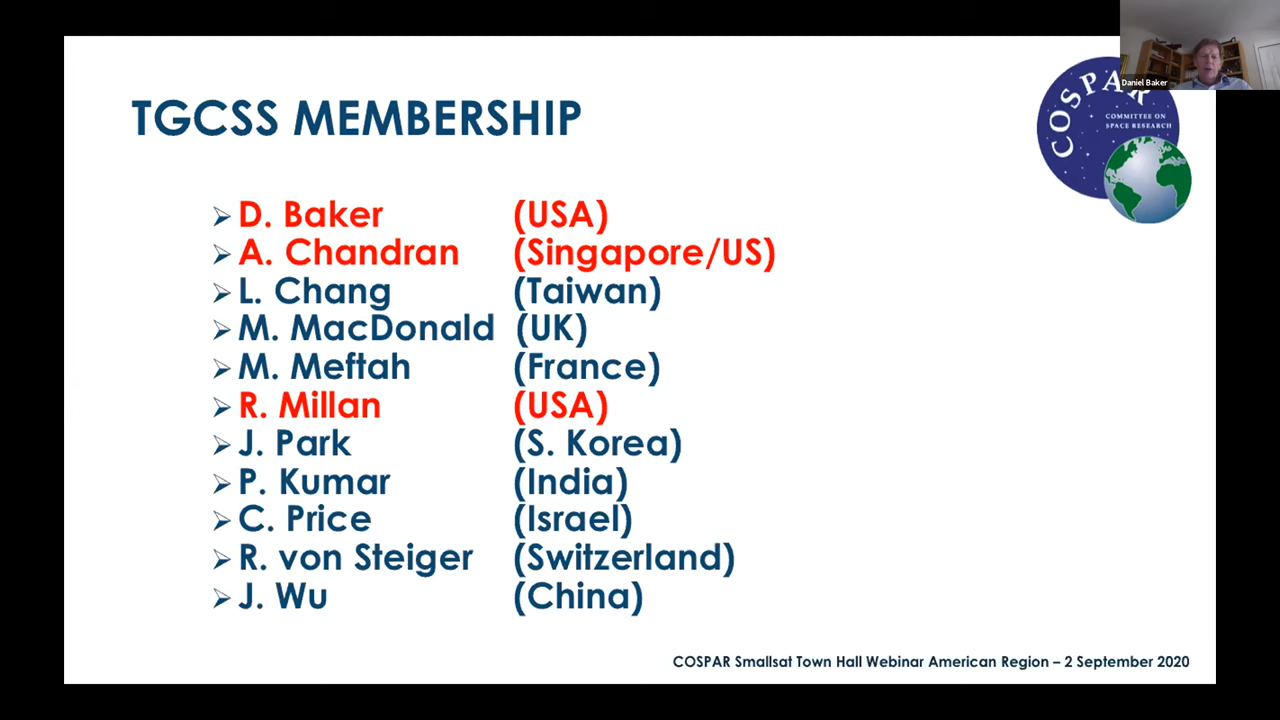 Daniel Baker
COSPAR
COMMITTEE ON
SPACE RESEARCH
TGCSS MEMBERSHIP
➢ D. Baker (USA)
➢ A. Chandran (Singapore/US)
➢ L. Chang (Taiwan)
➢ M. MacDonald (UK)
➢ M. Meftah (France)
➢ R. Millan (USA)
➢ J. Park (S. Korea)
➢ P. Kumar (India)
➢ C. Price (Israel)
➢ R. von Steiger (Switzerland)
➢ J. Wu (China)
COSPAR Smallsat Town Hall Webinar American Region – 2 September 2020